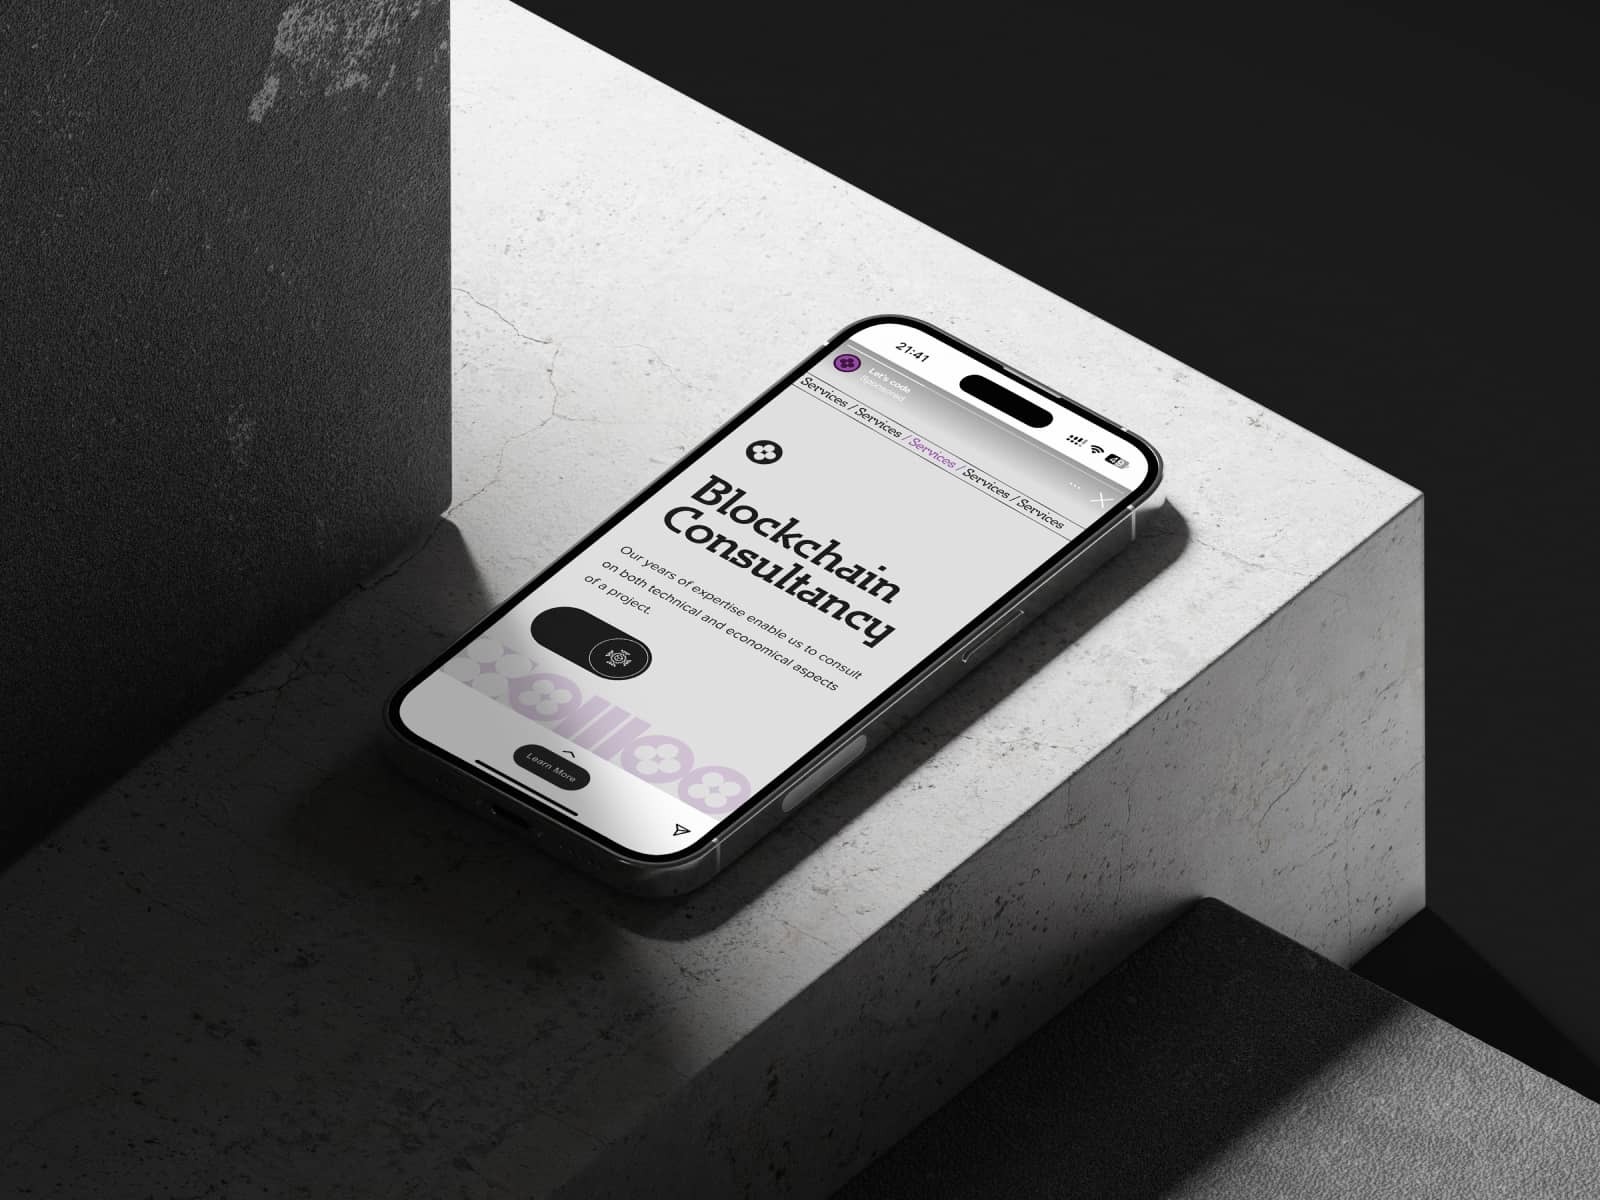 21:41
49
Let's code
Sponsored
Services / Services / Services / Services / Services
Blockchain
Consultancy
Our years of expertise enable us to consult
on both technical and economical aspects
of a project.
Learn More